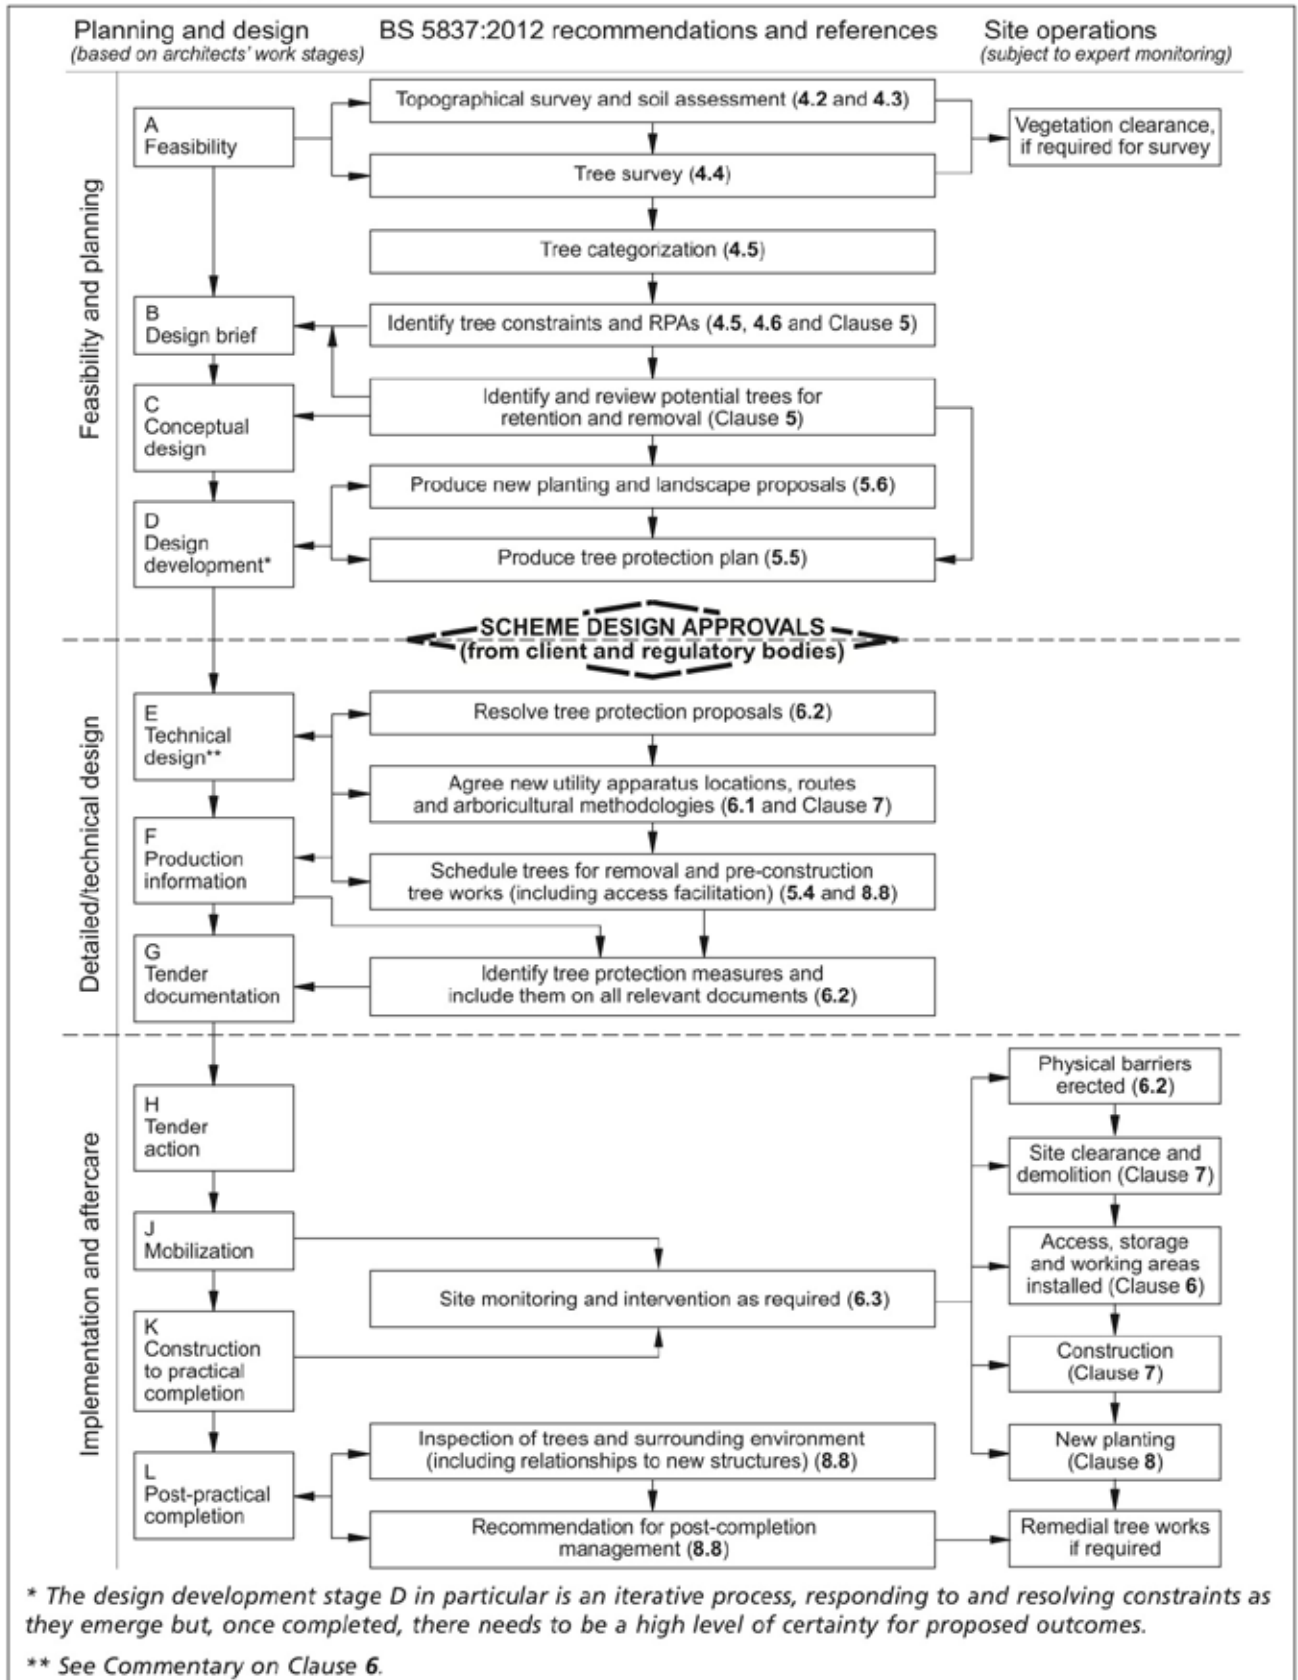 Planning and design
(based on architects' work stages)
BS 5837:2012 recommendations and references
Site operations
(subject to expert monitoring)
Feasibility and planning
A
Feasibility
Topographical survey and soil assessment (4.2 and 4.3)
Vegetation clearance,
if required for survey
Tree survey (4.4)
Tree categorization (4.5)
B
Design brief
Identify tree constraints and RPAs (4.5, 4.6 and Clause 5)
C
Conceptual
design
Identify and review potential trees for
retention and removal (Clause 5)
D
Design
development*
Produce new planting and landscape proposals (5.6)
Produce tree protection plan (5.5)
SCHEME DESIGN APPROVALS
(from client and regulatory bodies)
Detailed/technical design
E
Technical
design**
Resolve tree protection proposals (6.2)
Agree new utility apparatus locations, routes
and arboricultural methodologies (6.1 and Clause 7)
F
Production
information
Schedule trees for removal and pre-construction
tree works (including access facilitation) (5.4 and 8.8)
G
Tender
documentation
Identify tree protection measures and
include them on all relevant documents (6.2)
Implementation and aftercare
H
Tender
action
J
Mobilization
Site monitoring and intervention as required (6.3)
K
Construction
to practical
completion
Physical barriers
erected (6.2)
Site clearance and
demolition (Clause 7)
Access, storage
and working areas
installed (Clause 6)
Construction
(Clause 7)
New planting
(Clause 8)
L
Post-practical
completion
Inspection of trees and surrounding environment
(including relationships to new structures) (8.8)
Recommendation for post-completion
management (8.8)
Remedial tree works
if required
* The design development stage D in particular is an iterative process, responding to and resolving constraints as
they emerge but, once completed, there needs to be a high level of certainty for proposed outcomes.
** See Commentary on Clause 6.